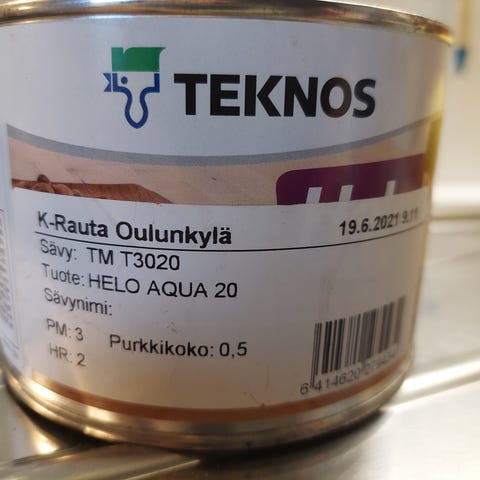 TEKNOS
K-Rauta Oulunkylä 19.6.2021
Sävy: TM T3020
Tuote: HELO AQUA 20
Sävynimi:
PM: 3 Purkkikoko: 0,5
HR: 2